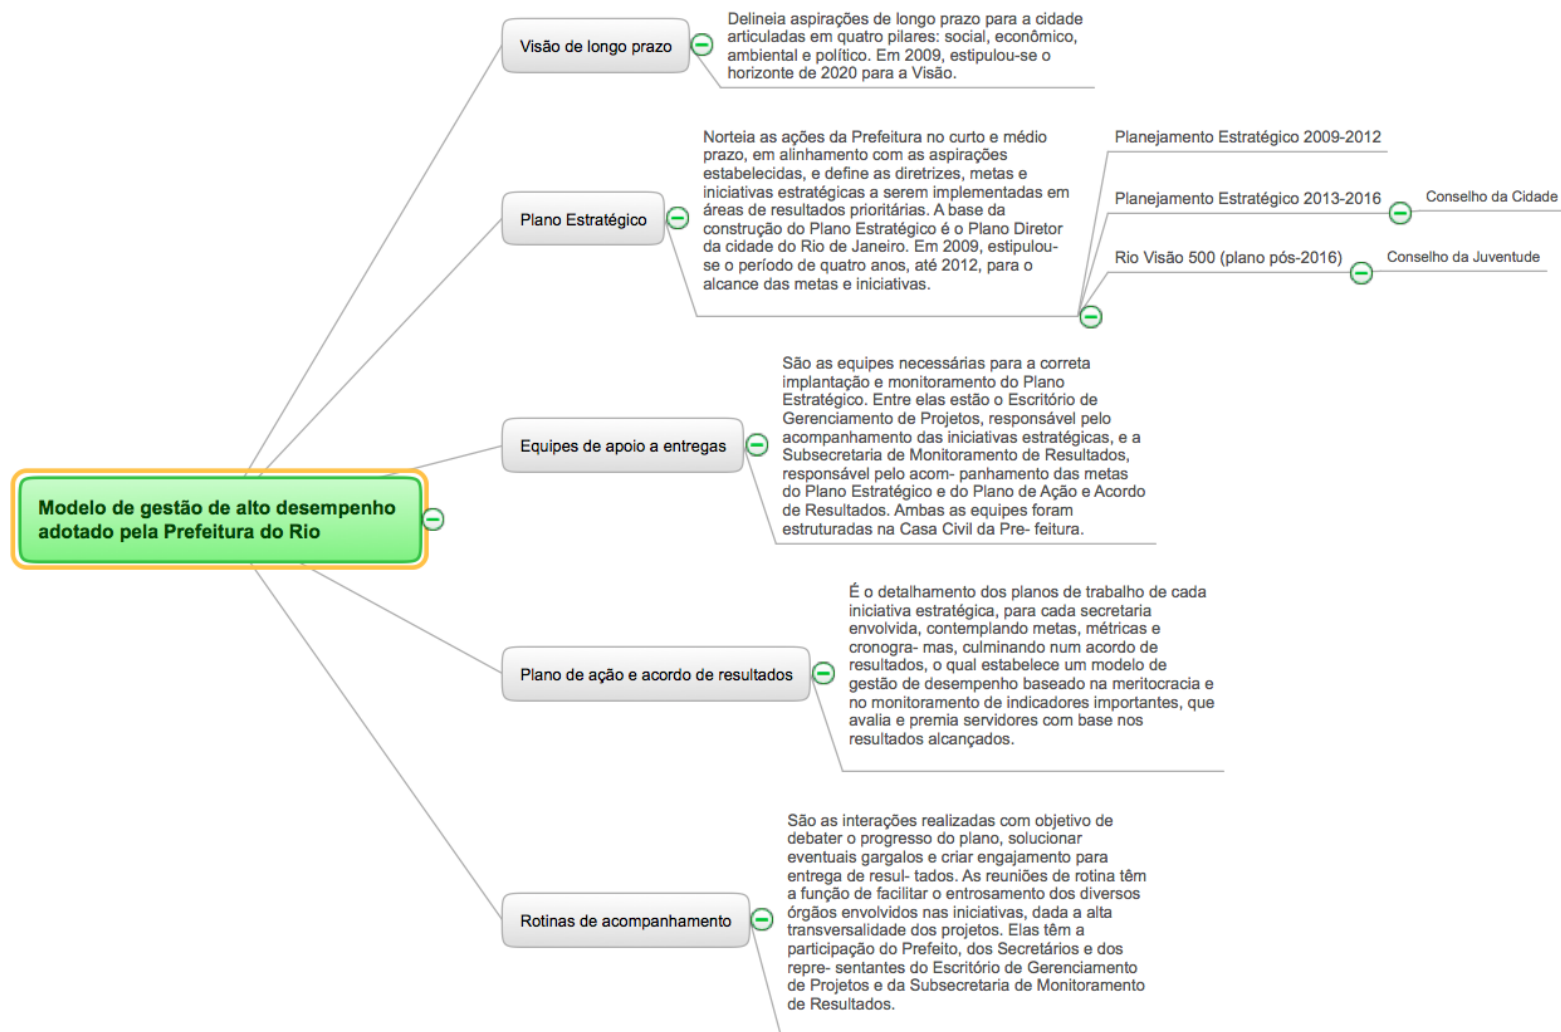 Visão de longo prazo
Delineia aspirações de longo prazo para a cidade
articuladas em quatro pilares: social, econômico,
ambiental e político. Em 2009, estipulou-se o
horizonte de 2020 para a Visão.
Plano Estratégico
Norteia as ações da Prefeitura no curto e médio
prazo, em alinhamento com as aspirações
estabelecidas, e define as diretrizes, metas e
iniciativas estratégicas a serem implementadas em
áreas de resultados prioritárias. A base da
construção do Plano Estratégico é o Plano Diretor
da cidade do Rio de Janeiro. Em 2009, estipulou-
se o período de quatro anos, até 2012, para o
alcance das metas e iniciativas.
Planejamento Estratégico 2009-2012
Planejamento Estratégico 2013-2016
Conselho da Cidade
Rio Visão 500 (plano pós-2016)
Conselho da Juventude
Equipes de apoio a entregas
São as equipes necessárias para a correta
implantação e monitoramento do Plano
Estratégico. Entre elas estão o Escritório de
Gerenciamento de Projetos, responsável pelo
acompanhamento das iniciativas estratégicas, e a
Subsecretaria de Monitoramento de Resultados,
responsável pelo acom- panhamento das metas
do Plano Estratégico e do Plano de Ação e Acordo
de Resultados. Ambas as equipes foram
estruturadas na Casa Civil da Pre- feitura.
Modelo de gestão de alto desempenho
adotado pela Prefeitura do Rio
Plano de ação e acordo de resultados
É o detalhamento dos planos de trabalho de cada
iniciativa estratégica, para cada secretaria
envolvida, contemplando metas, métricas e
cronogra- mas, culminando num acordo de
resultados, o qual estabelece um modelo de
gestão de desempenho baseado na meritocracia e
no monitoramento de indicadores importantes, que
avalia e premia servidores com base nos
resultados alcançados.
Rotinas de acompanhamento
São as interações realizadas com objetivo de
debater o progresso do plano, solucionar
eventuais gargalos e criar engajamento para
entrega de resul- tados. As reuniões de rotina têm
a função de facilitar o entrosamento dos diversos
órgãos envolvidos nas iniciativas, dada a alta
transversalidade dos projetos. Elas têm a
participação do Prefeito, dos Secretários e dos
repre- sentantes do Escritório de Gerenciamento
de Projetos e da Subsecretaria de Monitoramento
de Resultados.